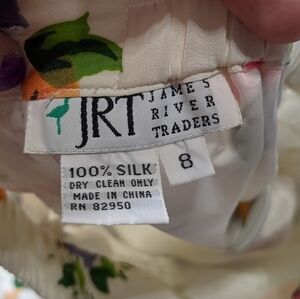 JRT
JAMES
RIVER
TRADERS
8
100% SILK
DRY CLEAN ONLY
MADE IN CHINA
RN 82950